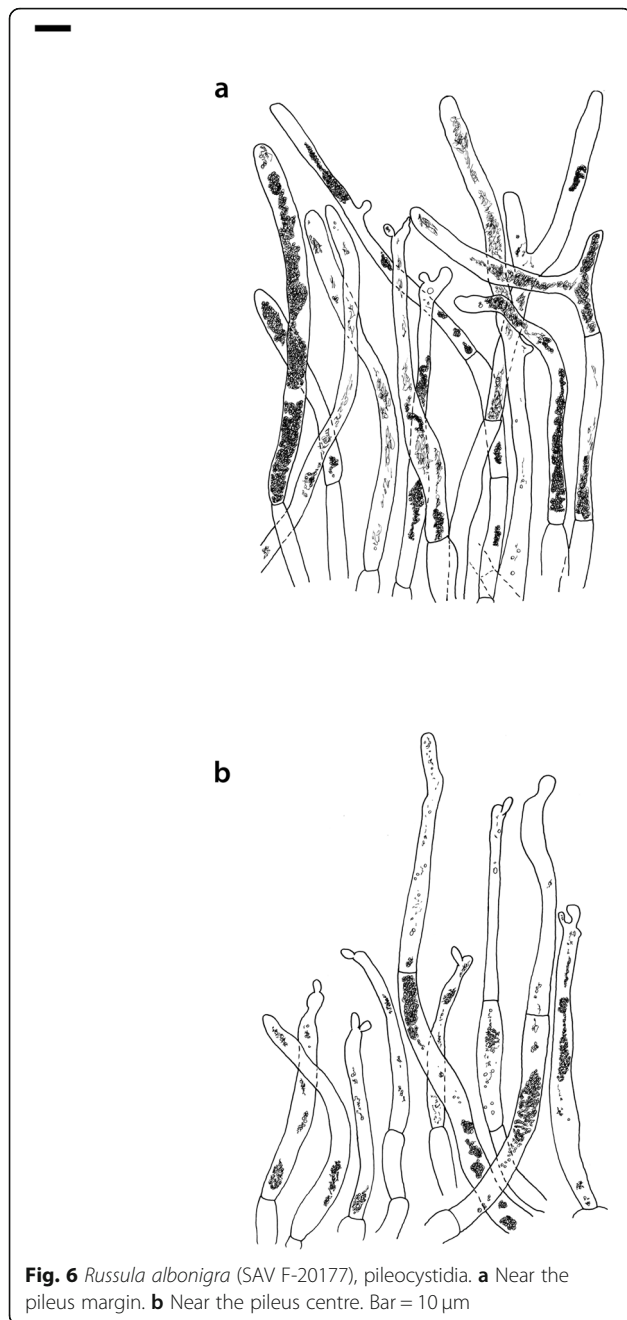 a
b
Fig. 6 Russula albonigra (SAV F-20177), pileocystidia. a Near the
pileus margin. b Near the pileus centre. Bar = 10 μm